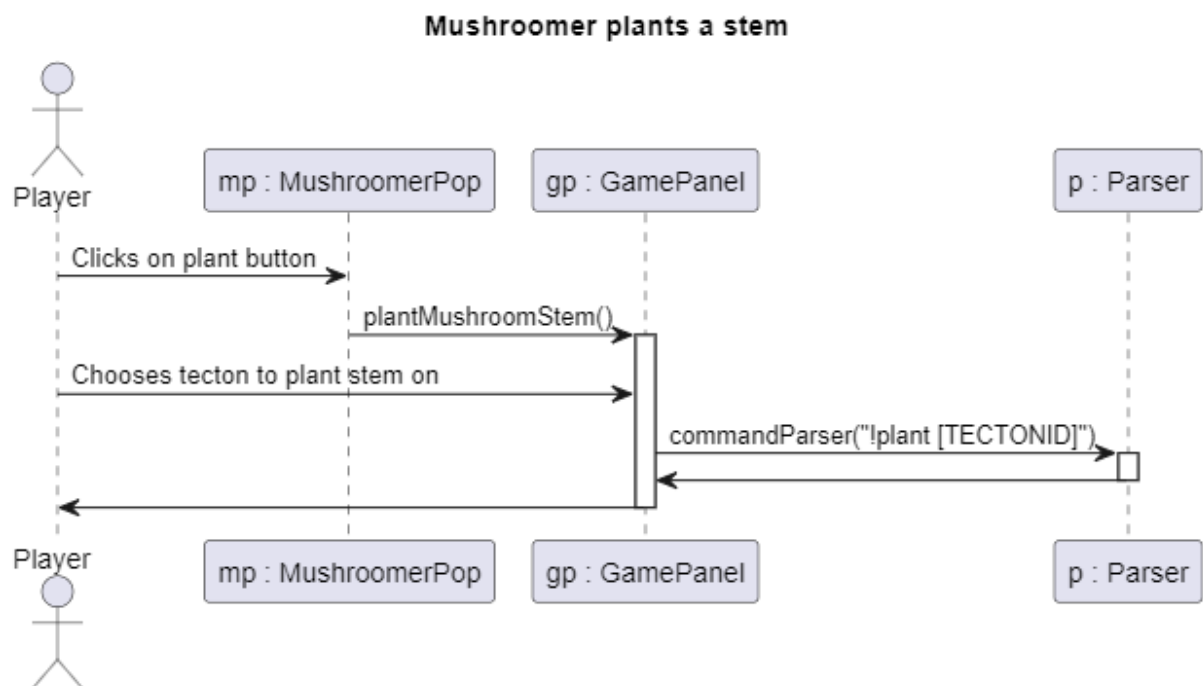 Mushroomer plants a stem
Player
mp : MushroomerPop
gp : GamePanel
p : Parser
Clicks on plant button
plantMushroomStem()
Chooses tecton to plant stem on
commandParser("!plant [TECTONID]")
Player
mp : MushroomerPop
gp : GamePanel
p : Parser